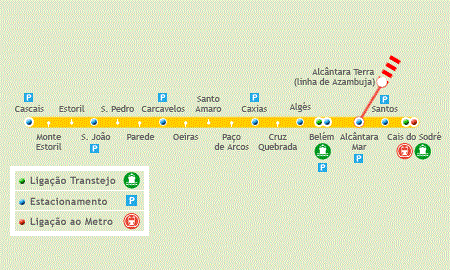 Alcântara Terra
(linha de Azambuja)
P P P P
Cascais Estoril S. Pedro Carcavelos Santo Amaro Caxias Algés Santos
Monte Estoril S. João Parede Oeiras Paço de Arcos Cruz Quebrada Belém Alcântara Mar Cais do Sodré
P P P
Ligação Transtejo
Estacionamento P
Ligação ao Metro